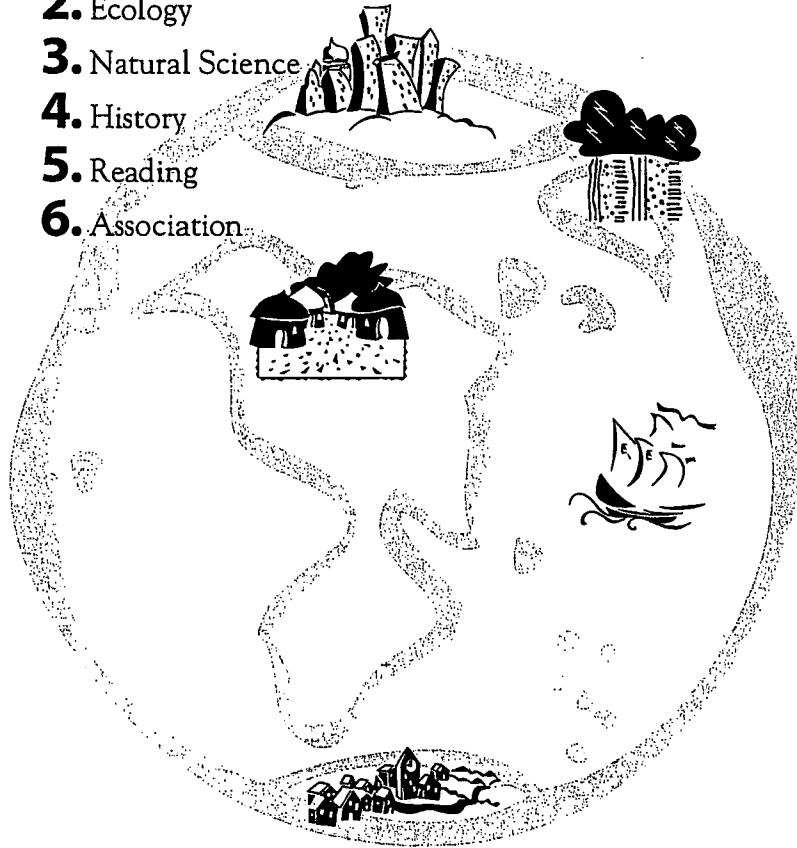 2. Ecology
3. Natural Science
4. History
5. Reading
6. Association
E E